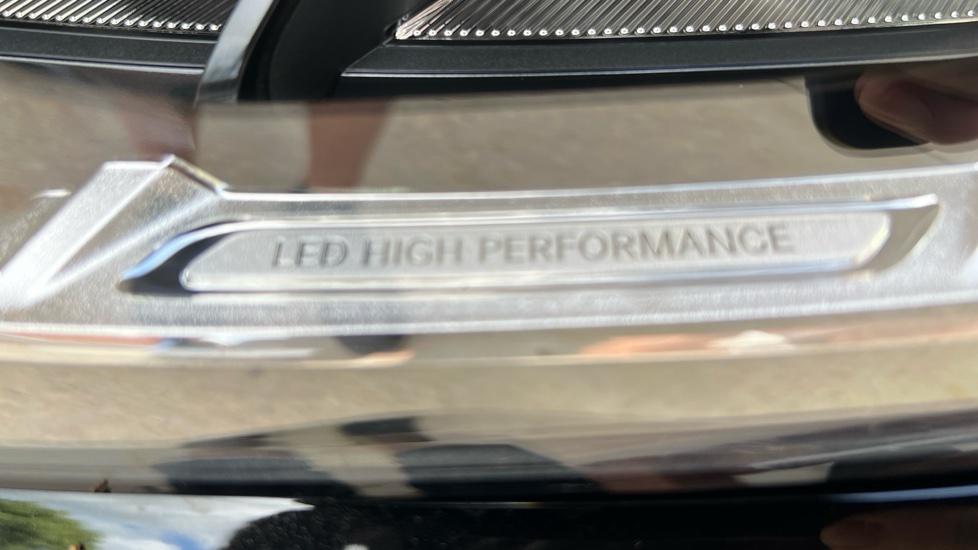 LED HIGH PERFORMANCE